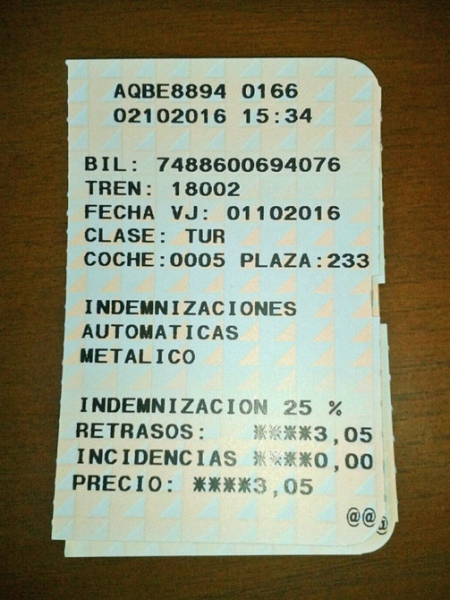 AQBE8894 0166
02102016 15:34
BIL: 7488600694076
TREN: 18002
FECHA VJ: 01102016
CLASE: TUR
COCHE:0005 PLAZA:233
INDEMNIZACIONES
AUTOMATICAS
METALICO
INDEMNIZACION 25 %
RETRASOS: ****3,05
INCIDENCIAS ****0,00
PRECIO: ****3,05
@@
@